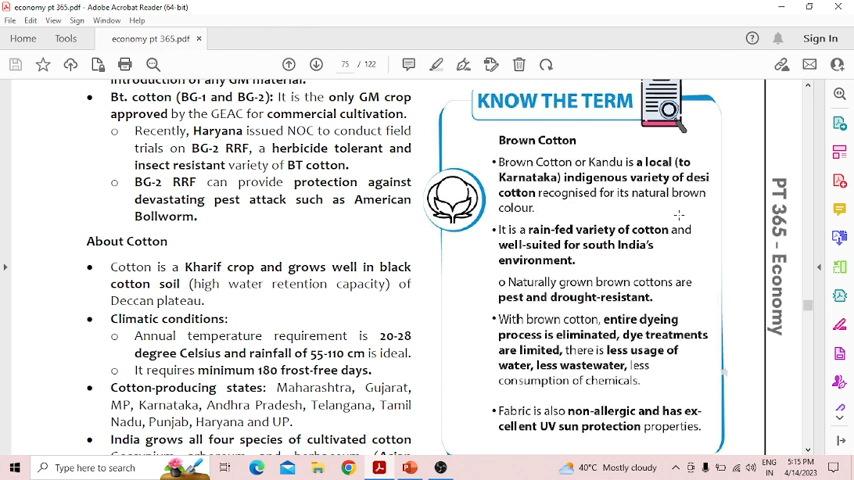 economy pt 365.pdf - Adobe Acrobat Reader (64-bit)
File Edit View Sign Window Help
Home Tools economy pt 365.pdf × Sign In
75 / 122
introduction of any GM material.
• Bt. cotton (BG-1 and BG-2): It is the only GM crop
approved by the GEAC for commercial cultivation.
o Recently, Haryana issued NOC to conduct field
trials on BG-2 RRF, a herbicide tolerant and
insect resistant variety of BT cotton.
o BG-2 RRF can provide protection against
devastating pest attack such as American
Bollworm.
About Cotton
• Cotton is a Kharif crop and grows well in black
cotton soil (high water retention capacity) of
Deccan plateau.
• Climatic conditions:
o Annual temperature requirement is 20-28
degree Celsius and rainfall of 55-110 cm is ideal.
o It requires minimum 180 frost-free days.
• Cotton-producing states: Maharashtra, Gujarat,
MP, Karnataka, Andhra Pradesh, Telangana, Tamil
Nadu, Punjab, Haryana and UP.
• India grows all four species of cultivated cotton
KNOW THE TERM
Brown Cotton
• Brown Cotton or Kandu is a local (to
Karnataka) indigenous variety of desi
cotton recognised for its natural brown
colour.
• It is a rain-fed variety of cotton and
well-suited for south India's
environment.
o Naturally grown brown cottons are
pest and drought-resistant.
• With brown cotton, entire dyeing
process is eliminated, dye treatments
are limited, there is less usage of
water, less wastewater, less
consumption of chemicals.
• Fabric is also non-allergic and has ex-
cellent UV sun protection properties.
PT 365 - Economy
Type here to search
40°C Mostly cloudy
ENG
IN
5:15 PM
4/14/2023